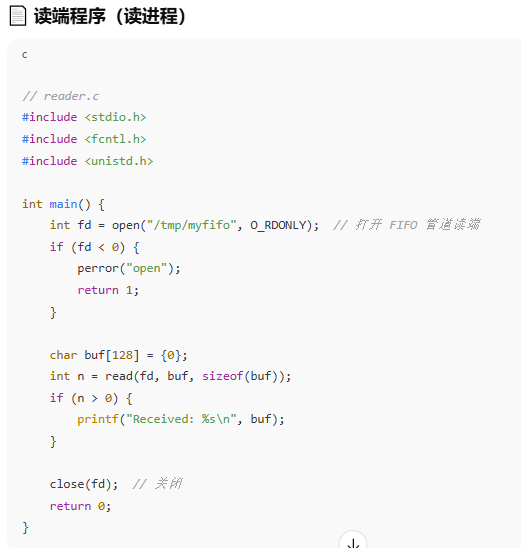 📄 读端程序（读进程）
c
// reader.c
#include <stdio.h>
#include <fcntl.h>
#include <unistd.h>
int main() {
    int fd = open("/tmp/myfifo", O_RDONLY);  // 打开 FIFO 管道读端
    if (fd < 0) {
        perror("open");
        return 1;
    }
    char buf[128] = {0};
    int n = read(fd, buf, sizeof(buf));
    if (n > 0) {
        printf("Received: %s\n", buf);
    }
    close(fd);  // 关闭
    return 0;
}